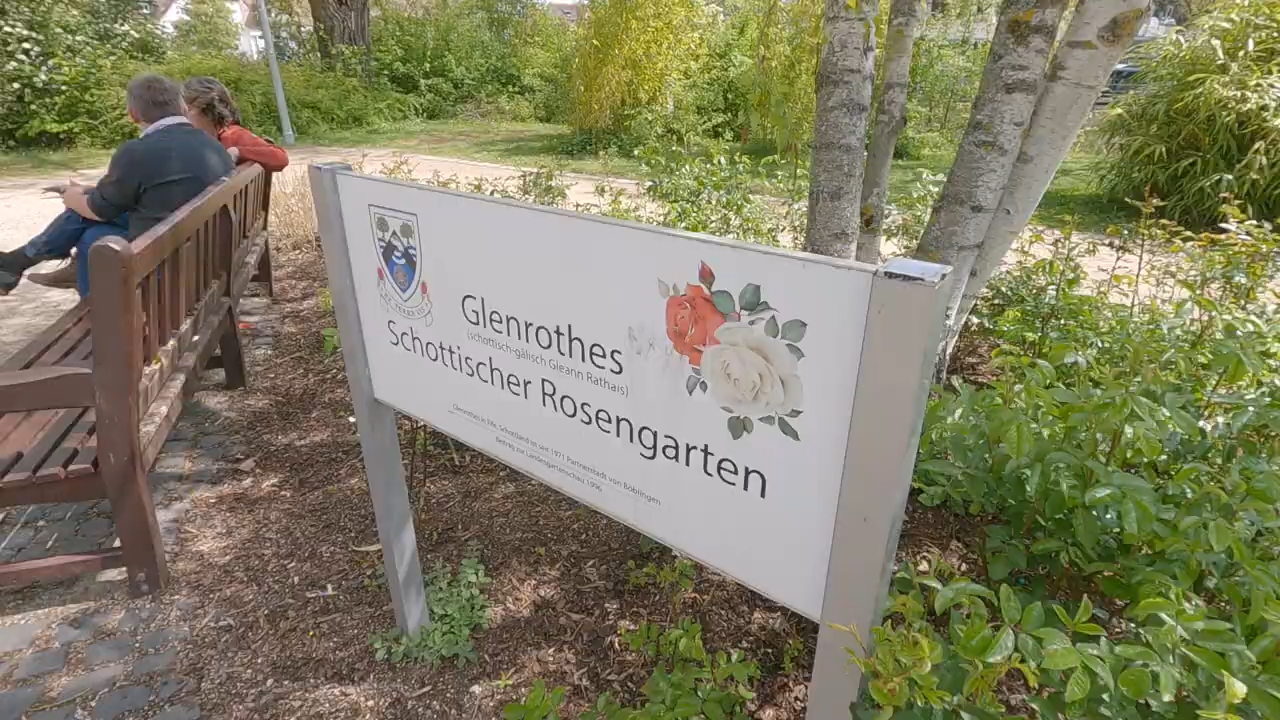 Glenrothes
(schottisch-gälisch Gleann Rathais)
Schottischer Rosengarten
Glenrothes in Fife, Schottland ist seit 1971 Partnerstadt von Böblingen
Beitrag zur Landesgartenschau 1996